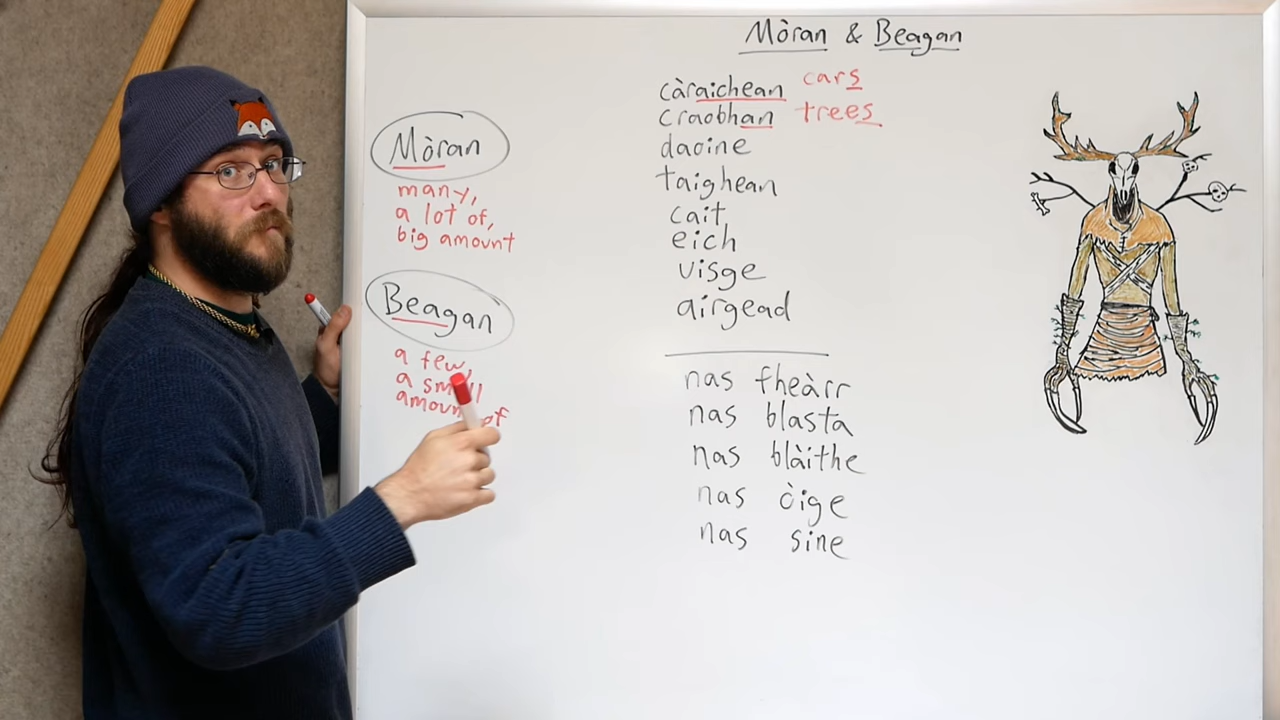 Mòran & Beagan
Mòran
many,
a lot of,
big amount
Beagan
a few,
a small
amount of
càraichean cars
craobhan trees
daoine
taighean
cait
eich
uisge
airgead
nas fheàrr
nas blasta
nas blàithe
nas òige
nas sine